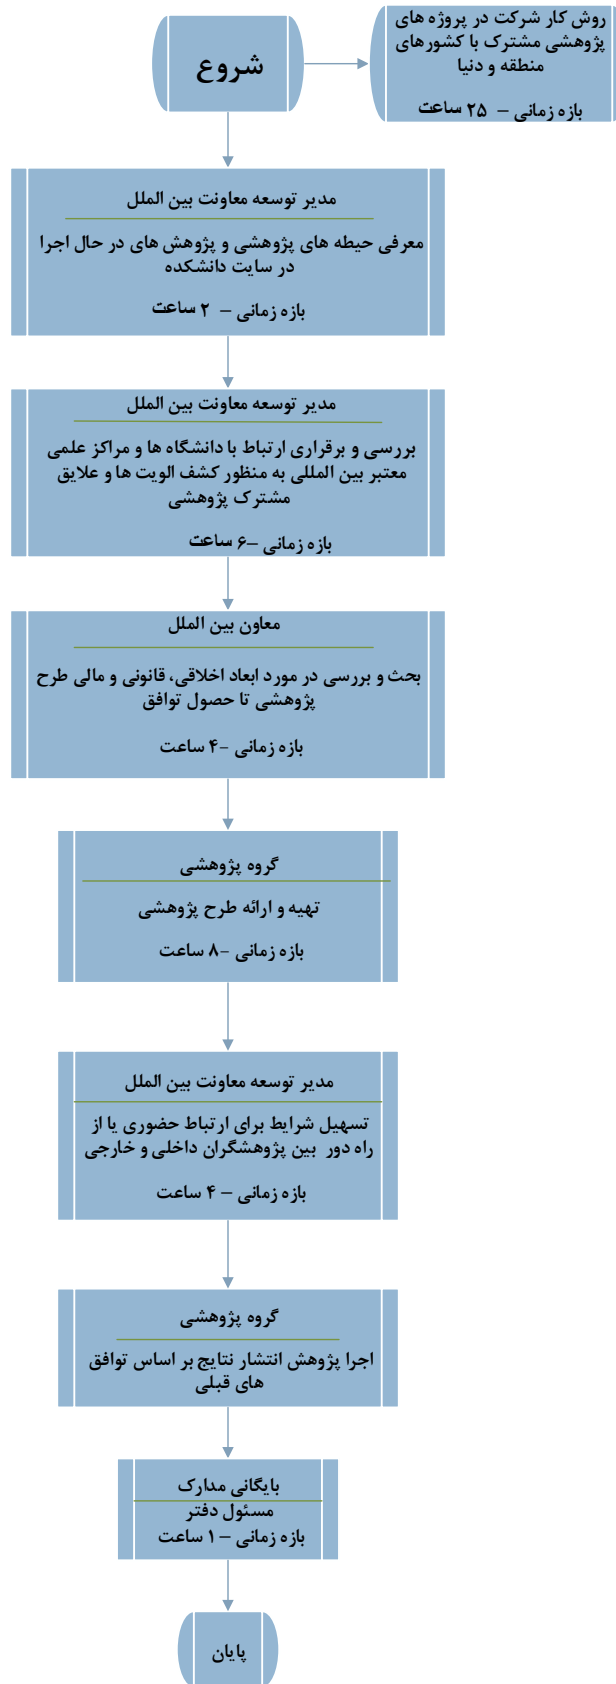 شروع
روش کار شرکت در پروژه های
پژوهشی مشترک با کشورهای
منطقه و دنیا
بازه زمانی – ۲۵ ساعت
مدیر توسعه معاونت بین الملل
معرفی حیطه های پژوهشی و پژوهش های در حال اجرا
در سایت دانشکده
بازه زمانی – ۲ ساعت
مدیر توسعه معاونت بین الملل
بررسی و برقراری ارتباط با دانشگاه ها و مراکز علمی
معتبر بین المللی به منظور کشف الویت ها و علایق
مشترک پژوهشی
بازه زمانی –۶ ساعت
معاون بین الملل
بحث و بررسی در مورد ابعاد اخلاقی، قانونی و مالی طرح
پژوهشی تا حصول توافق
بازه زمانی -۴ ساعت
گروه پژوهشی
تهیه و ارائه طرح پژوهشی
بازه زمانی -۸ ساعت
مدیر توسعه معاونت بین الملل
تسهیل شرایط برای ارتباط حضوری یا از
راه دور بین پژوهشگران داخلی و خارجی
بازه زمانی – ۴ ساعت
گروه پژوهشی
اجرا پژوهش انتشار نتایج بر اساس توافق
های قبلی
بایگانی مدارک
مسئول دفتر
بازه زمانی – ۱ ساعت
پایان